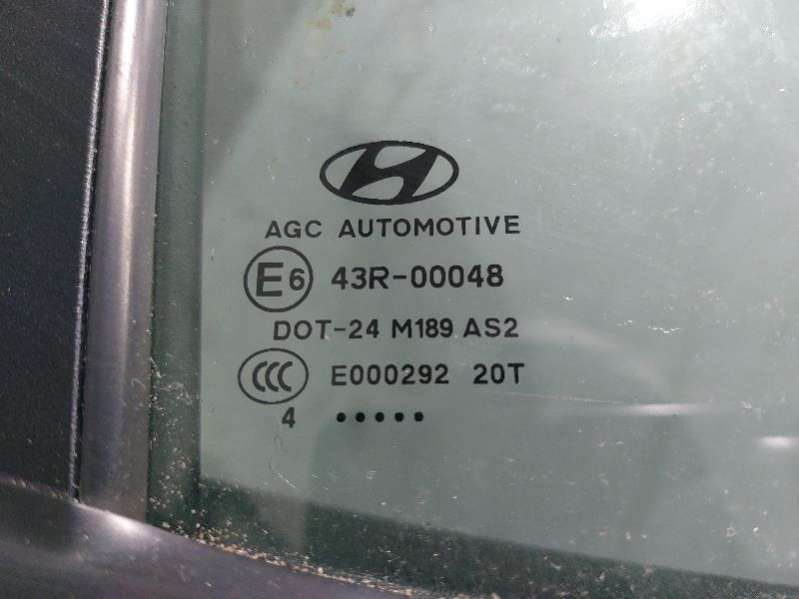 AGC AUTOMOTIVE
E6 43R-00048
DOT-24 M189 AS2
CCC E000292 20T
4 •••••